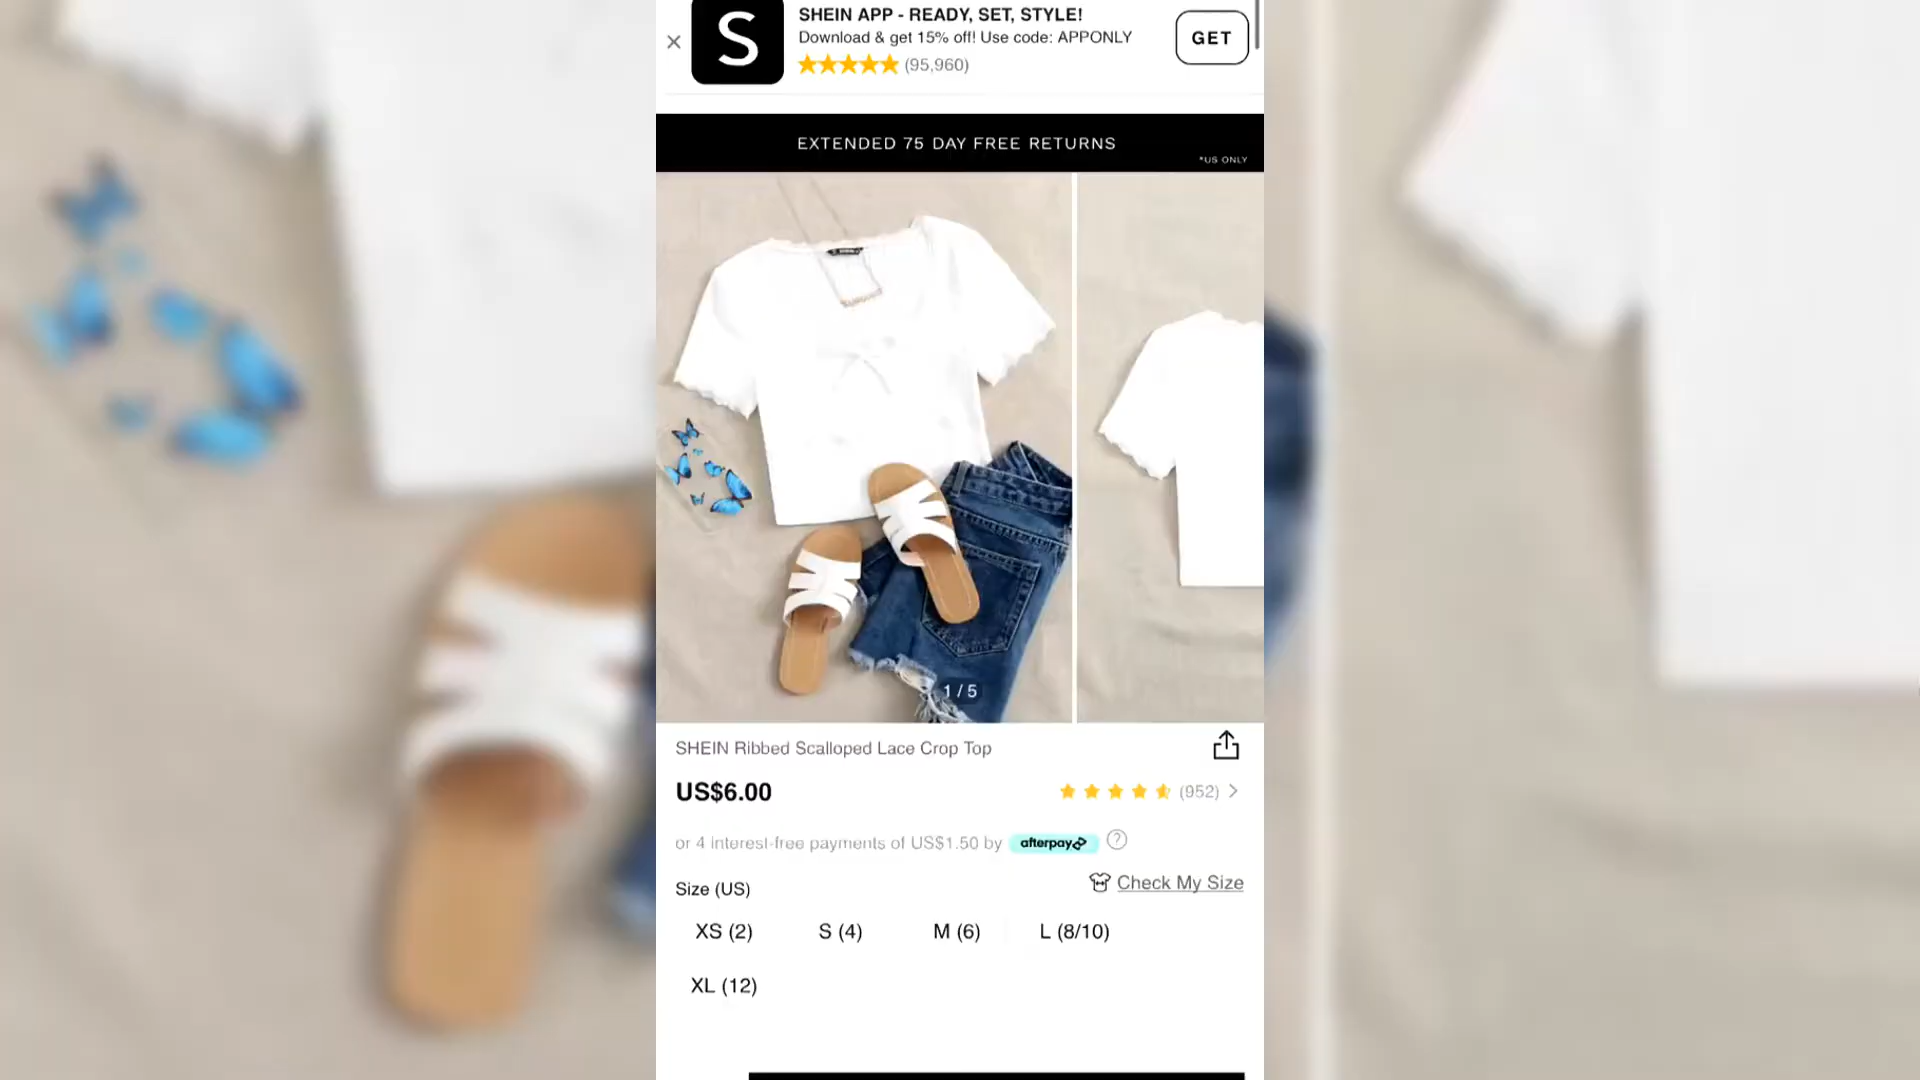 SHEIN APP - READY, SET, STYLE!
S
Download & get 15% off! Use code: APPONLY
GET
(95,960)
EXTENDED 75 DAY FREE RETURNS
*US ONLY
1 / 5
SHEIN Ribbed Scalloped Lace Crop Top
US$6.00
(952)
or 4 interest-free payments of US$1.50 by afterpay
?
Size (US)
Check My Size
XS (2) S (4) M (6) L (8/10)
XL (12)